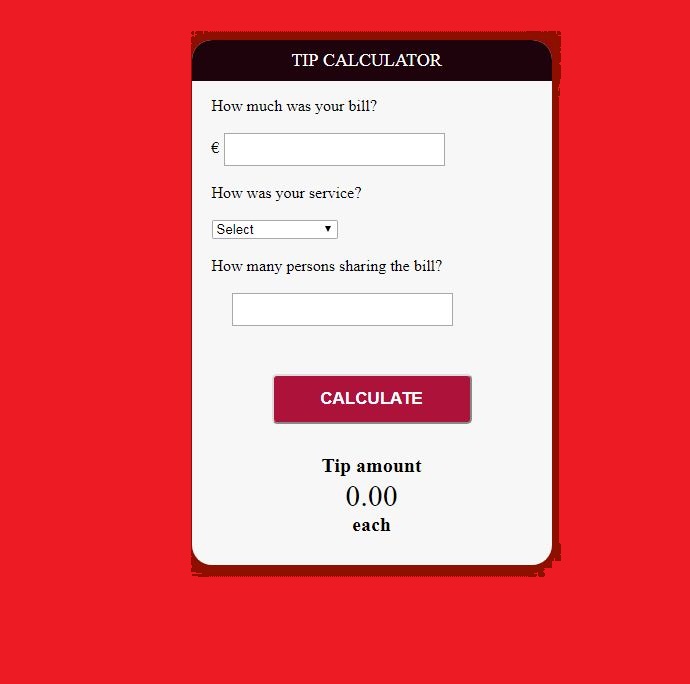 TIP CALCULATOR
How much was your bill?
€
How was your service?
Select
How many persons sharing the bill?
CALCULATE
Tip amount
0.00
each